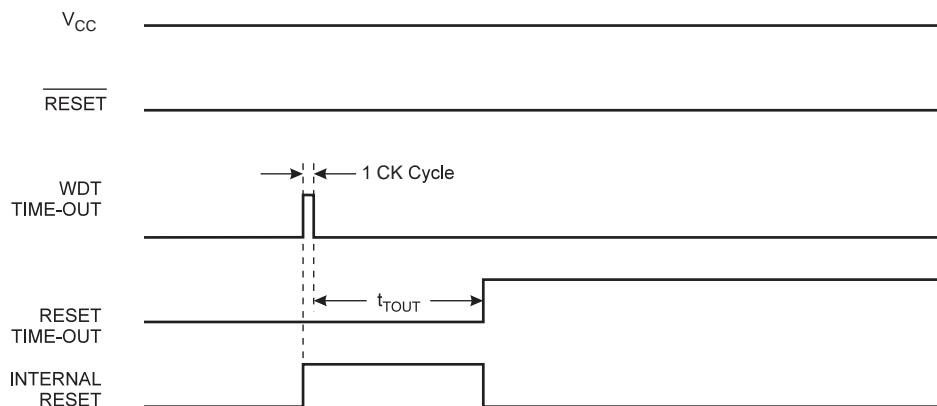 VCC
RESET
1 CK Cycle
WDT
TIME-OUT
tTOUT
RESET
TIME-OUT
INTERNAL
RESET